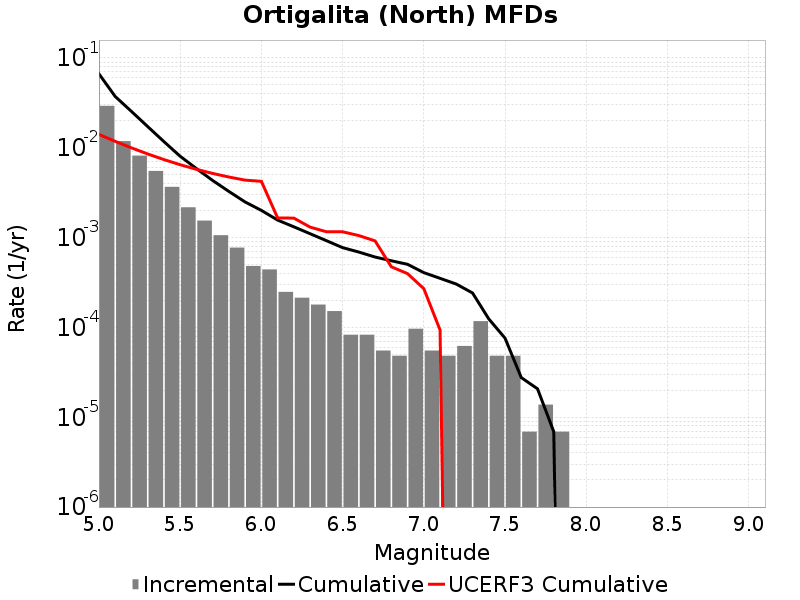 Ortigalita (North) MFDs
10^-1
10^-2
10^-3
10^-4
10^-5
10^-6
Rate (1/yr)
5.0 5.5 6.0 6.5 7.0 7.5 8.0 8.5 9.0
Magnitude
Incremental Cumulative UCERF3 Cumulative